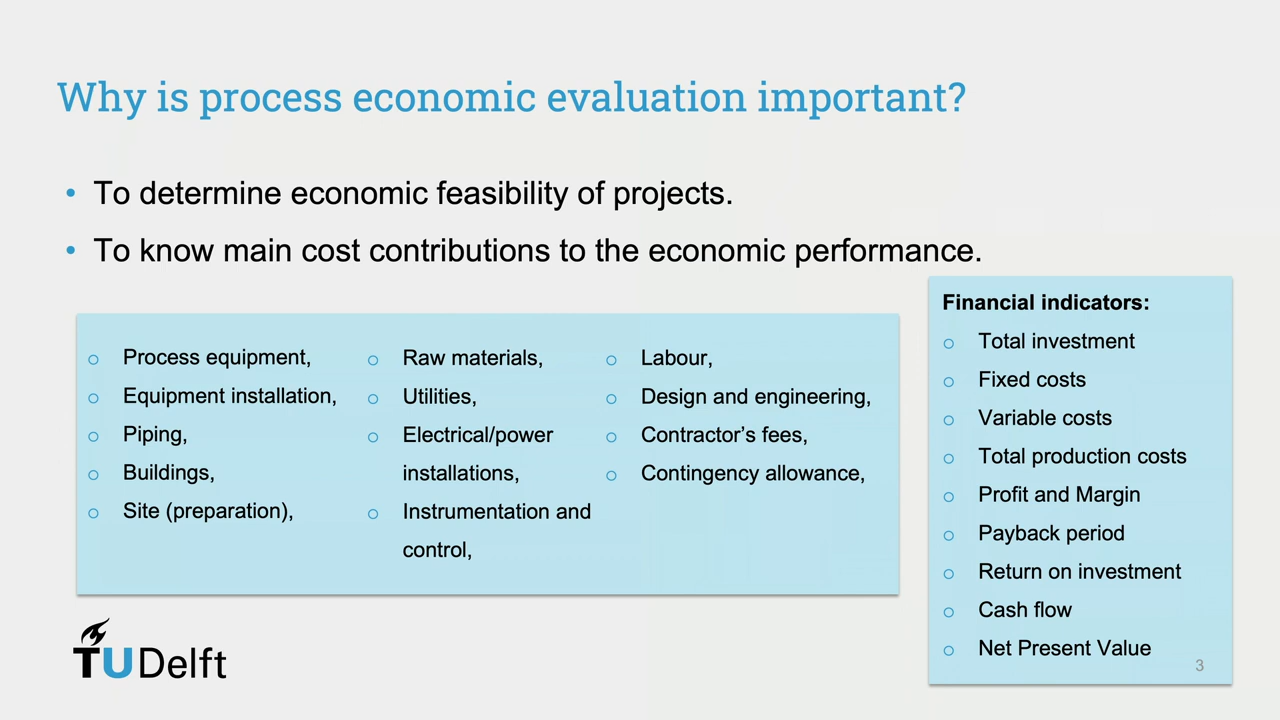 Why is process economic evaluation important?
• To determine economic feasibility of projects.
• To know main cost contributions to the economic performance.
o Process equipment,
o Equipment installation,
o Piping,
o Buildings,
o Site (preparation),
o Raw materials,
o Utilities,
o Electrical/power
installations,
o Instrumentation and
control,
o Labour,
o Design and engineering,
o Contractor’s fees,
o Contingency allowance,
Financial indicators:
o Total investment
o Fixed costs
o Variable costs
o Total production costs
o Profit and Margin
o Payback period
o Return on investment
o Cash flow
o Net Present Value
TU Delft
3